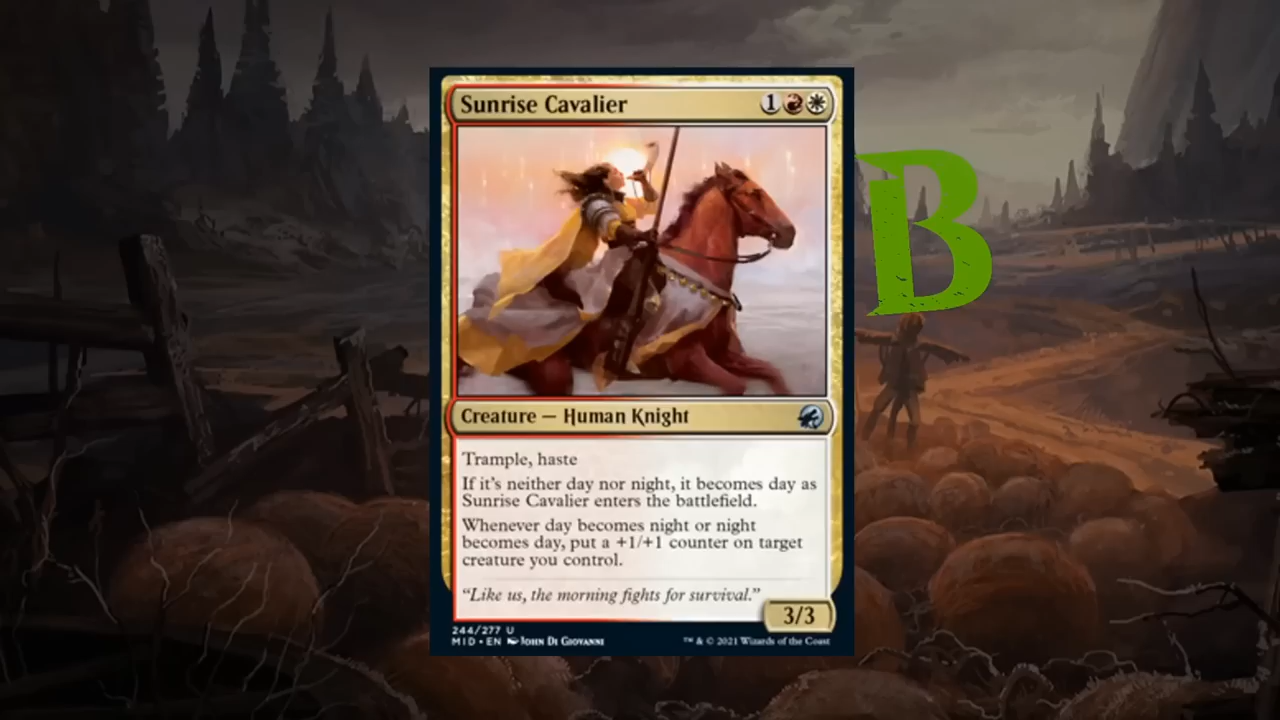 Sunrise Cavalier 1
B
Creature — Human Knight
Trample, haste
If it's neither day nor night, it becomes day as
Sunrise Cavalier enters the battlefield.
Whenever day becomes night or night
becomes day, put a +1/+1 counter on target
creature you control.
“Like us, the morning fights for survival.”
3/3
244/277 U
MID • EN John Di Giovanni
™ & © 2021 Wizards of the Coast